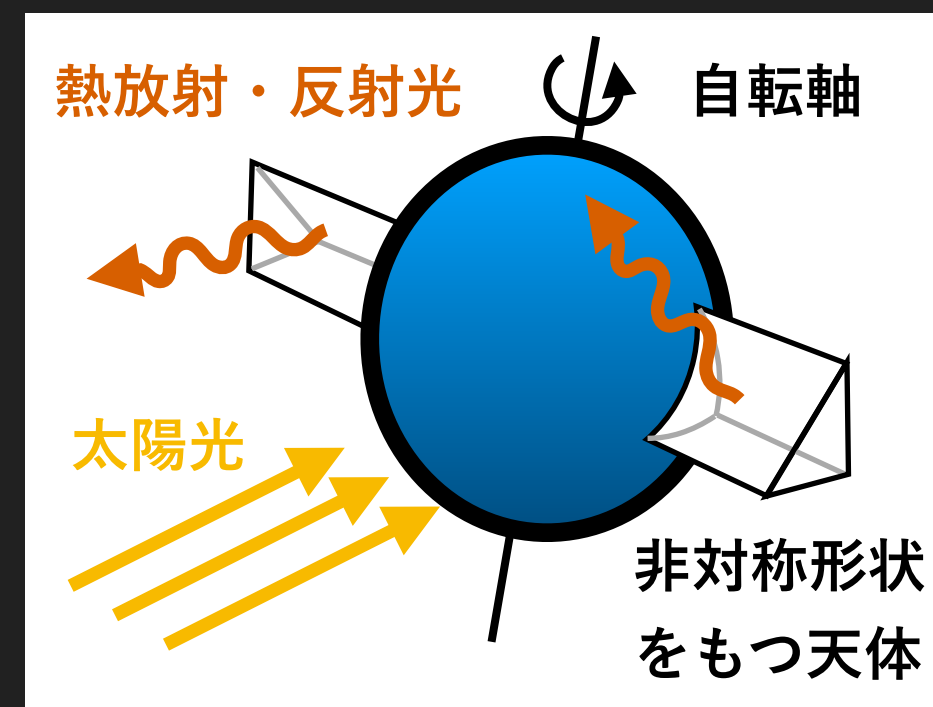 熱放射・反射光
自転軸
太陽光
非対称形状
をもつ天体